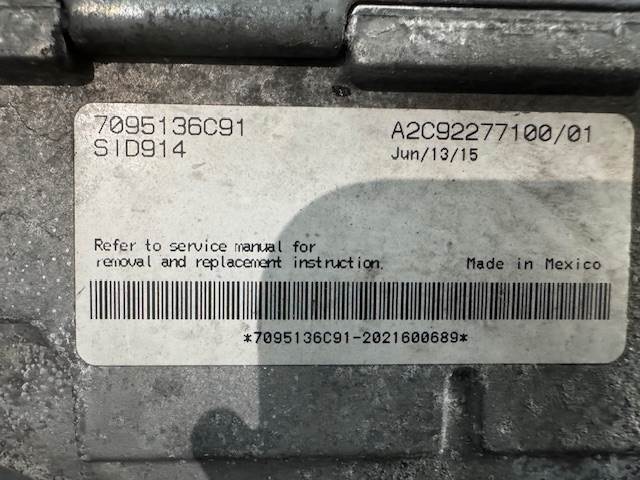 7095136C91 A2C92277100/01
SID914 Jun/13/15
Refer to service manual for
removal and replacement instruction. Made in Mexico
*7095136C91-2021600689*